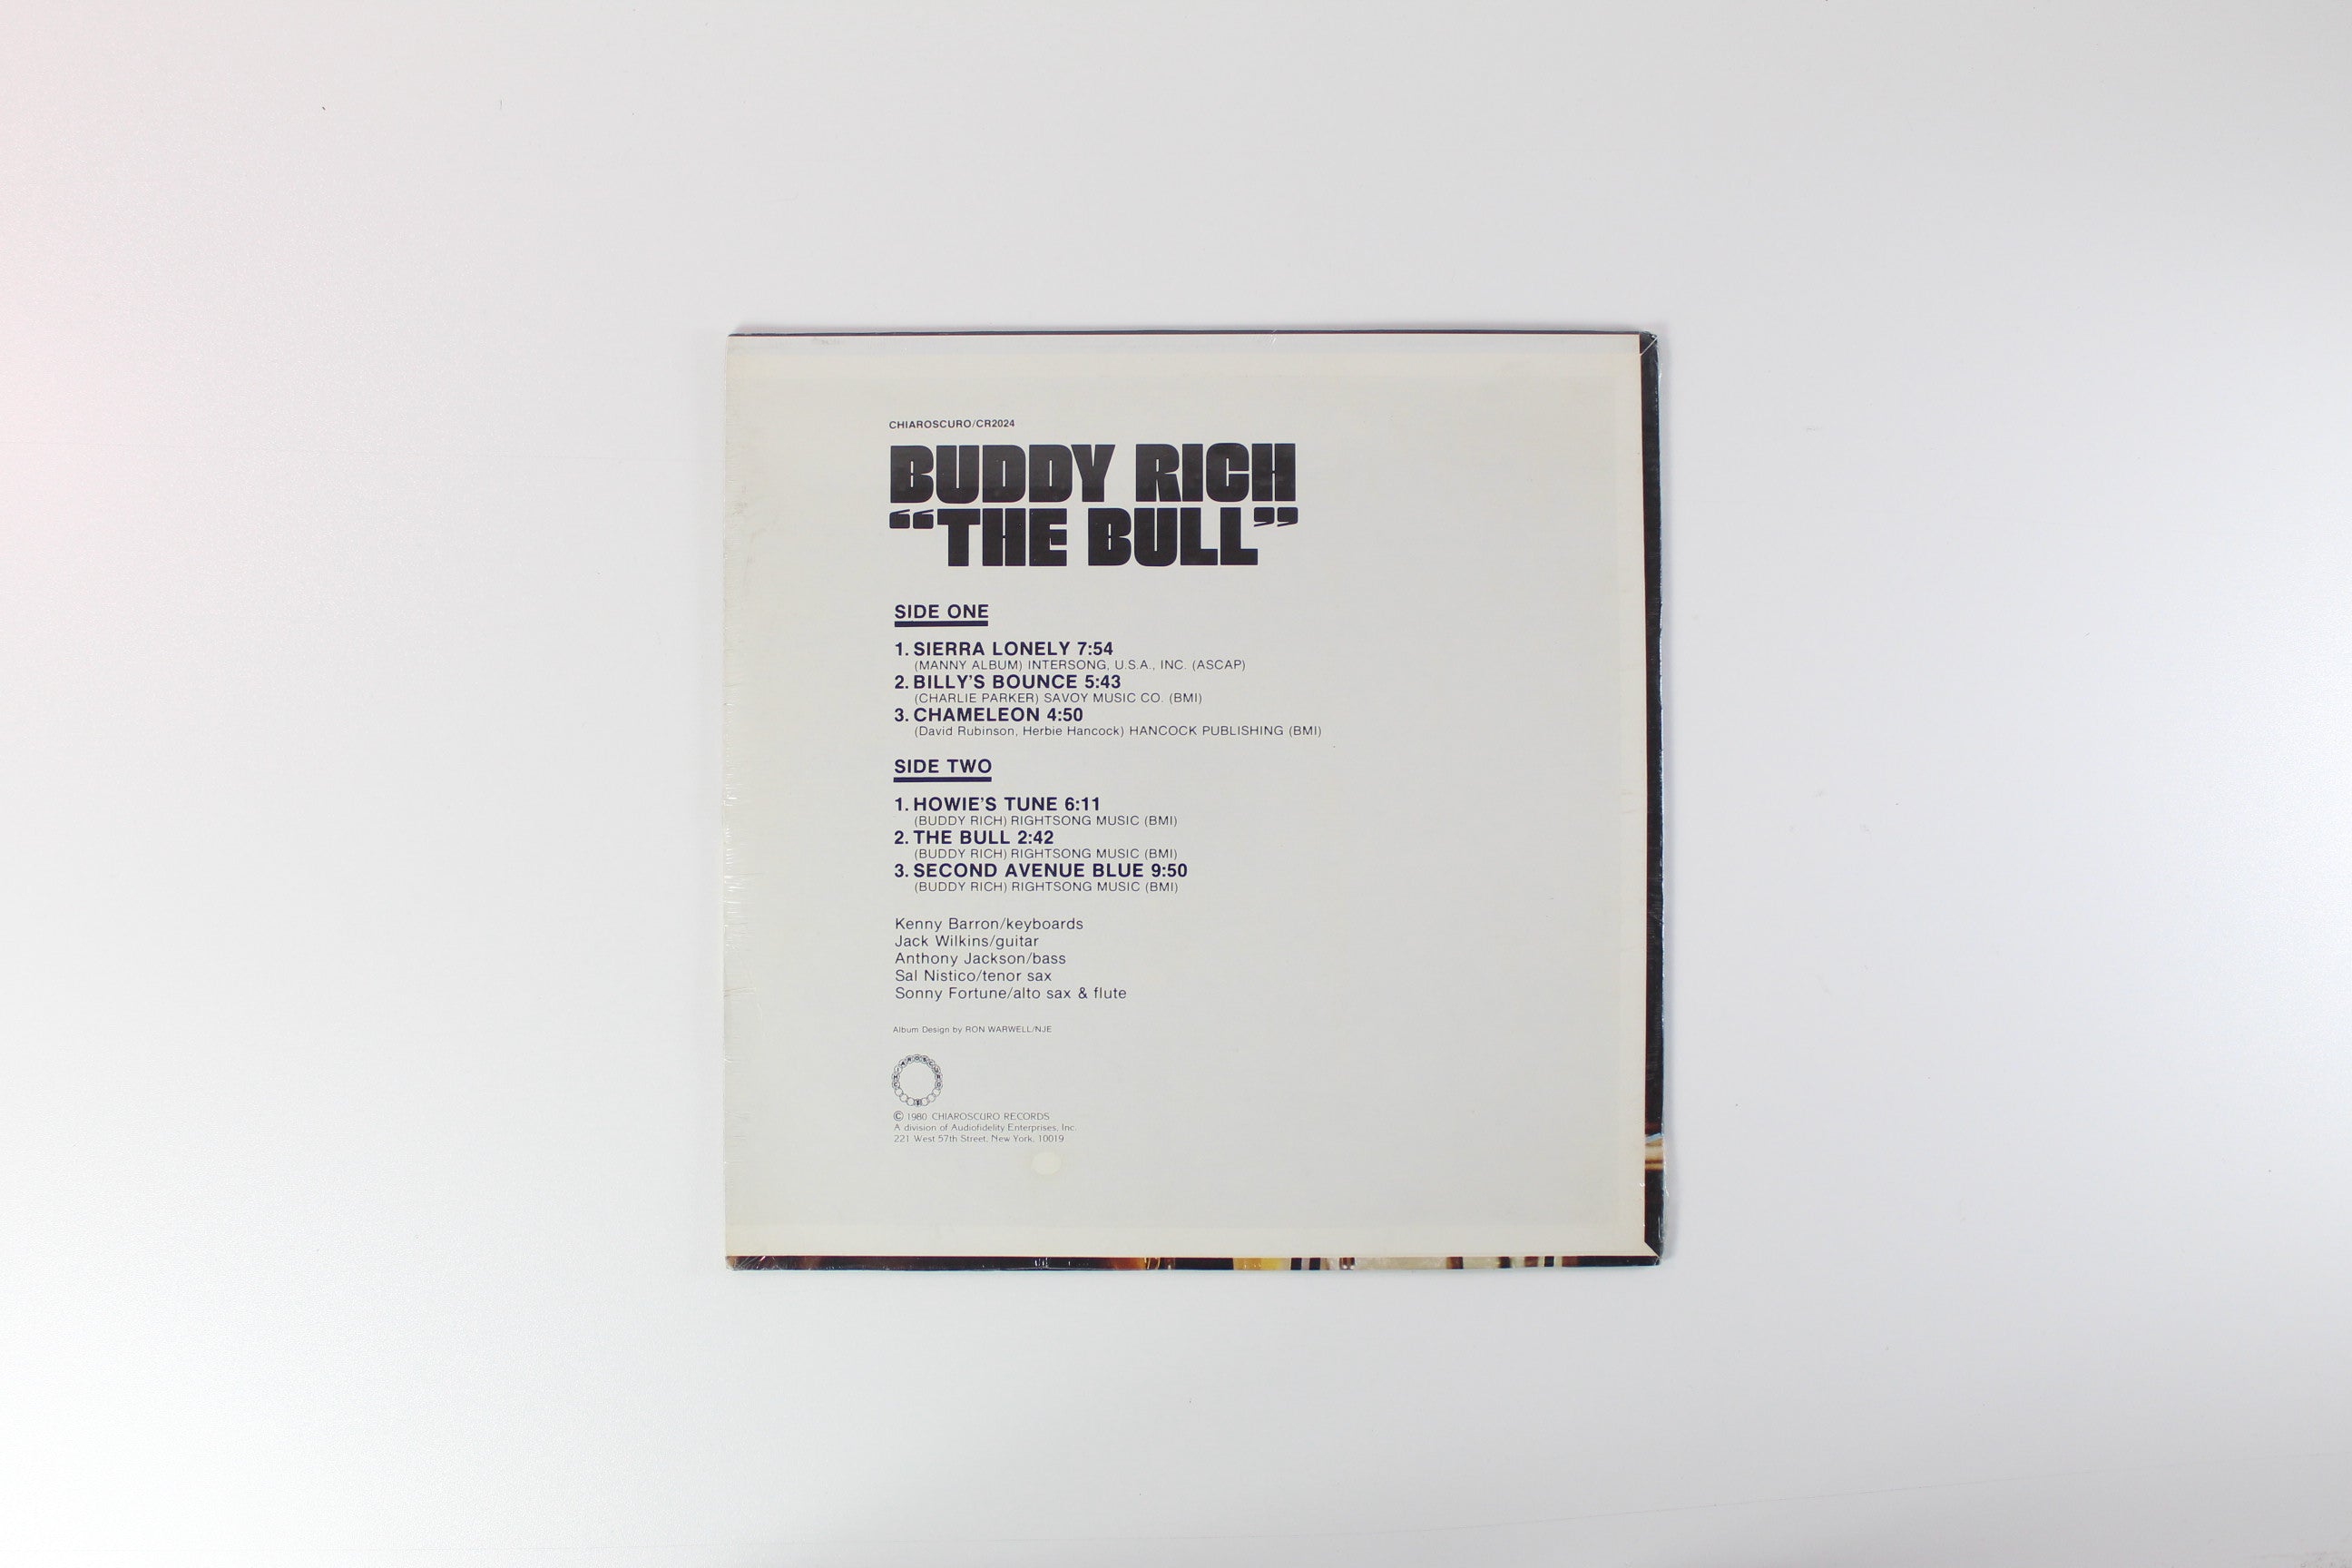 CHIAROSCURO/CR2024
BUDDY RICH
“THE BULL”
SIDE ONE
1. SIERRA LONELY 7:54
(MANNY ALBUM) INTERSONG, U.S.A., INC. (ASCAP)
2. BILLY'S BOUNCE 5:43
(CHARLIE PARKER) SAVOY MUSIC CO. (BMI)
3. CHAMELEON 4:50
(David Rubinson, Herbie Hancock) HANCOCK PUBLISHING (BMI)
SIDE TWO
1. HOWIE'S TUNE 6:11
(BUDDY RICH) RIGHTSONG MUSIC (BMI)
2. THE BULL 2:42
(BUDDY RICH) RIGHTSONG MUSIC (BMI)
3. SECOND AVENUE BLUE 9:50
(BUDDY RICH) RIGHTSONG MUSIC (BMI)
Kenny Barron/keyboards
Jack Wilkins/guitar
Anthony Jackson/bass
Sal Nistico/tenor sax
Sonny Fortune/alto sax & flute
Album Design by RON WARWELL/NJE
© 1980 CHIAROSCURO RECORDS
A division of Audiofidelity Enterprises, Inc.
221 West 57th Street, New York, 10019